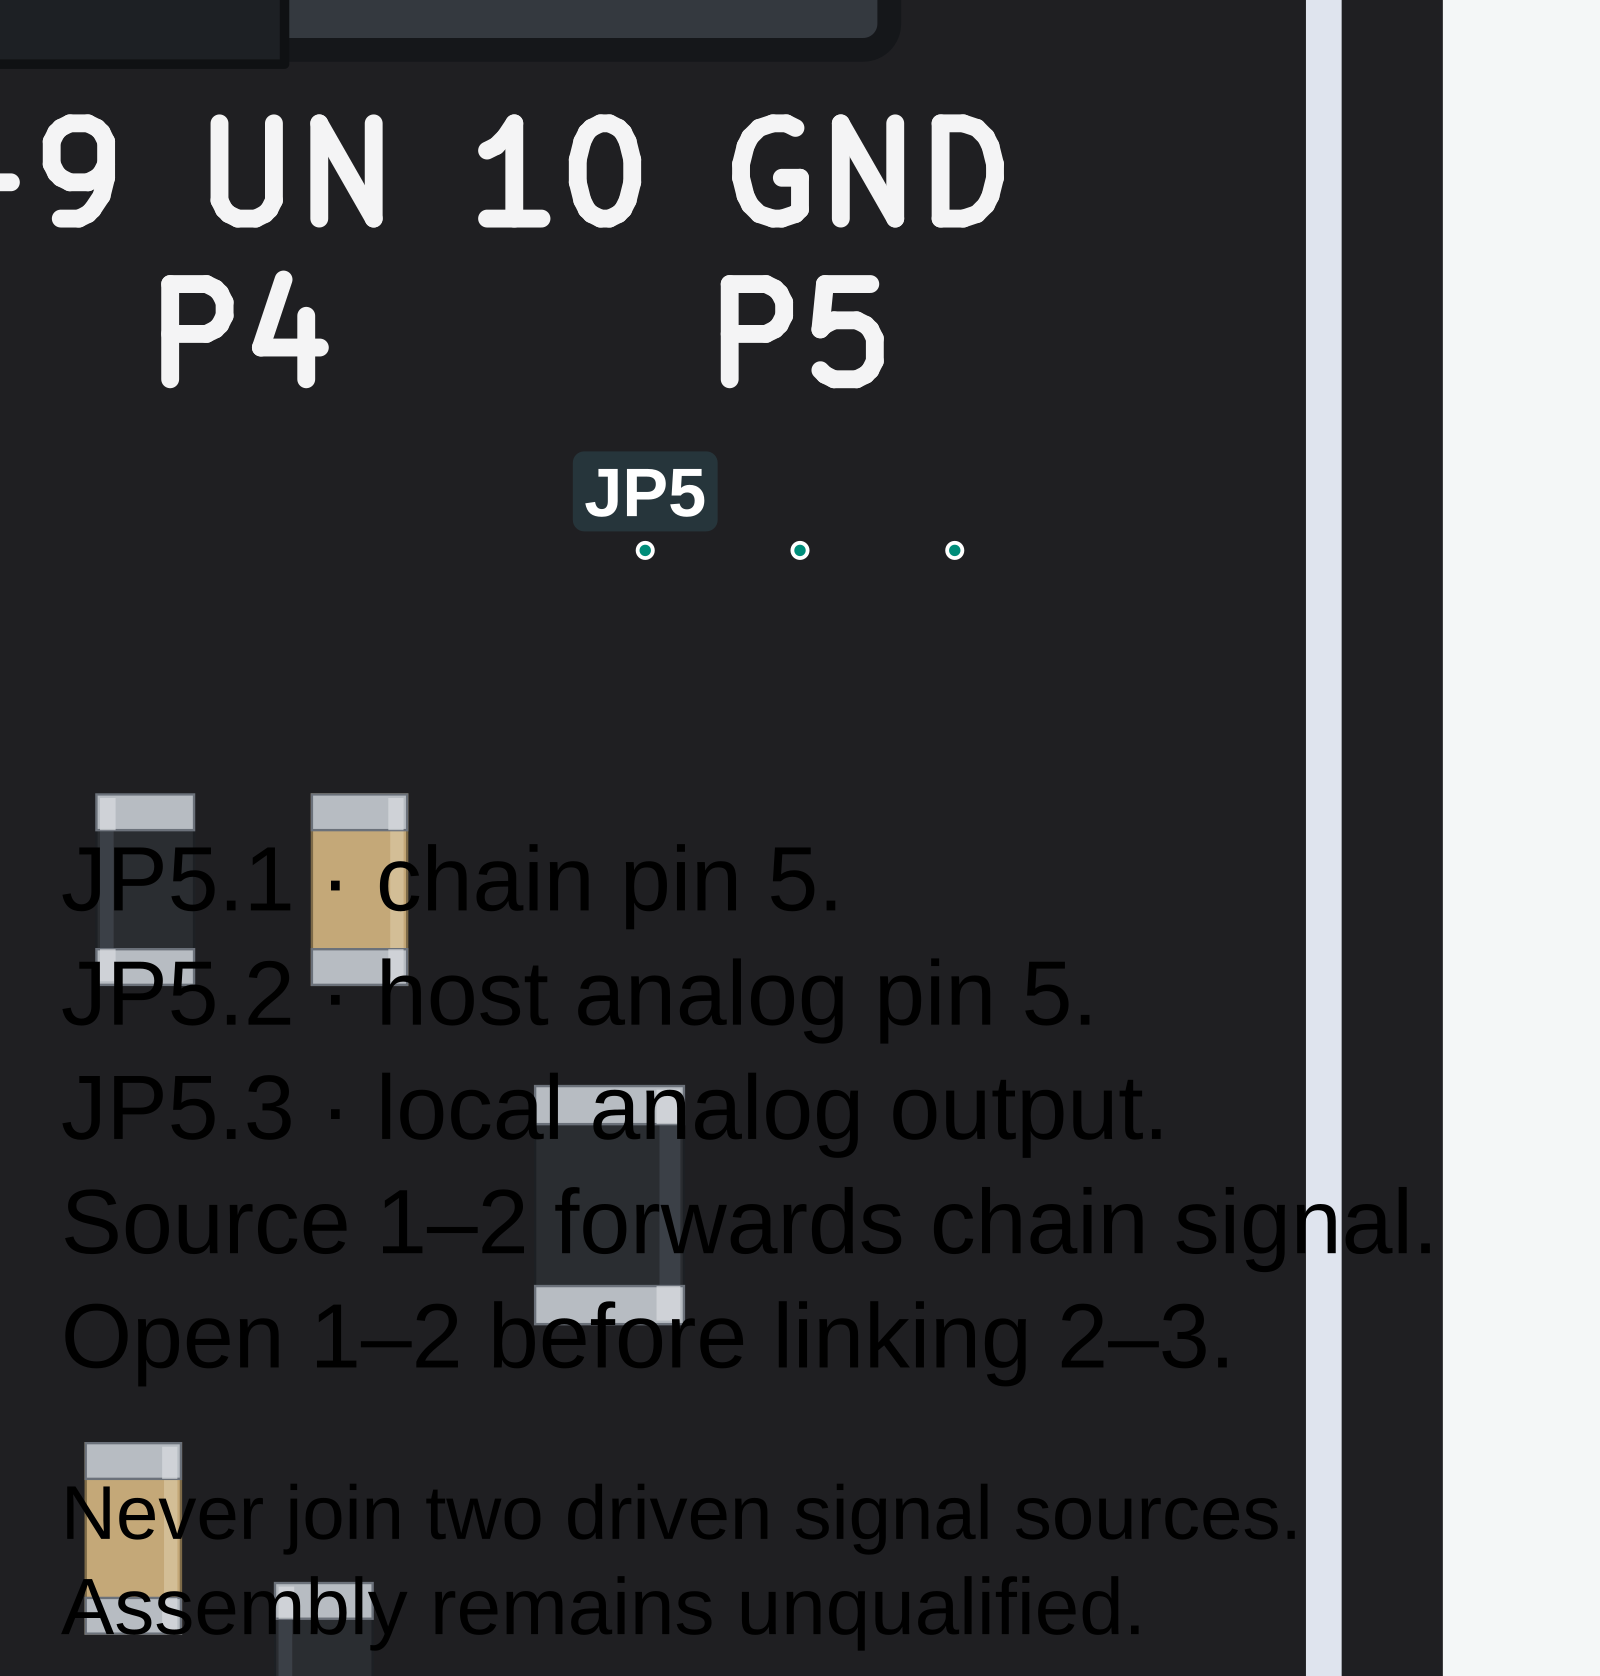 -9 UN 10 GND
P4 P5
JP5
JP5.1 · chain pin 5.
JP5.2 · host analog pin 5.
JP5.3 · local analog output.
Source 1–2 forwards chain signal.
Open 1–2 before linking 2–3.
Never join two driven signal sources.
Assembly remains unqualified.